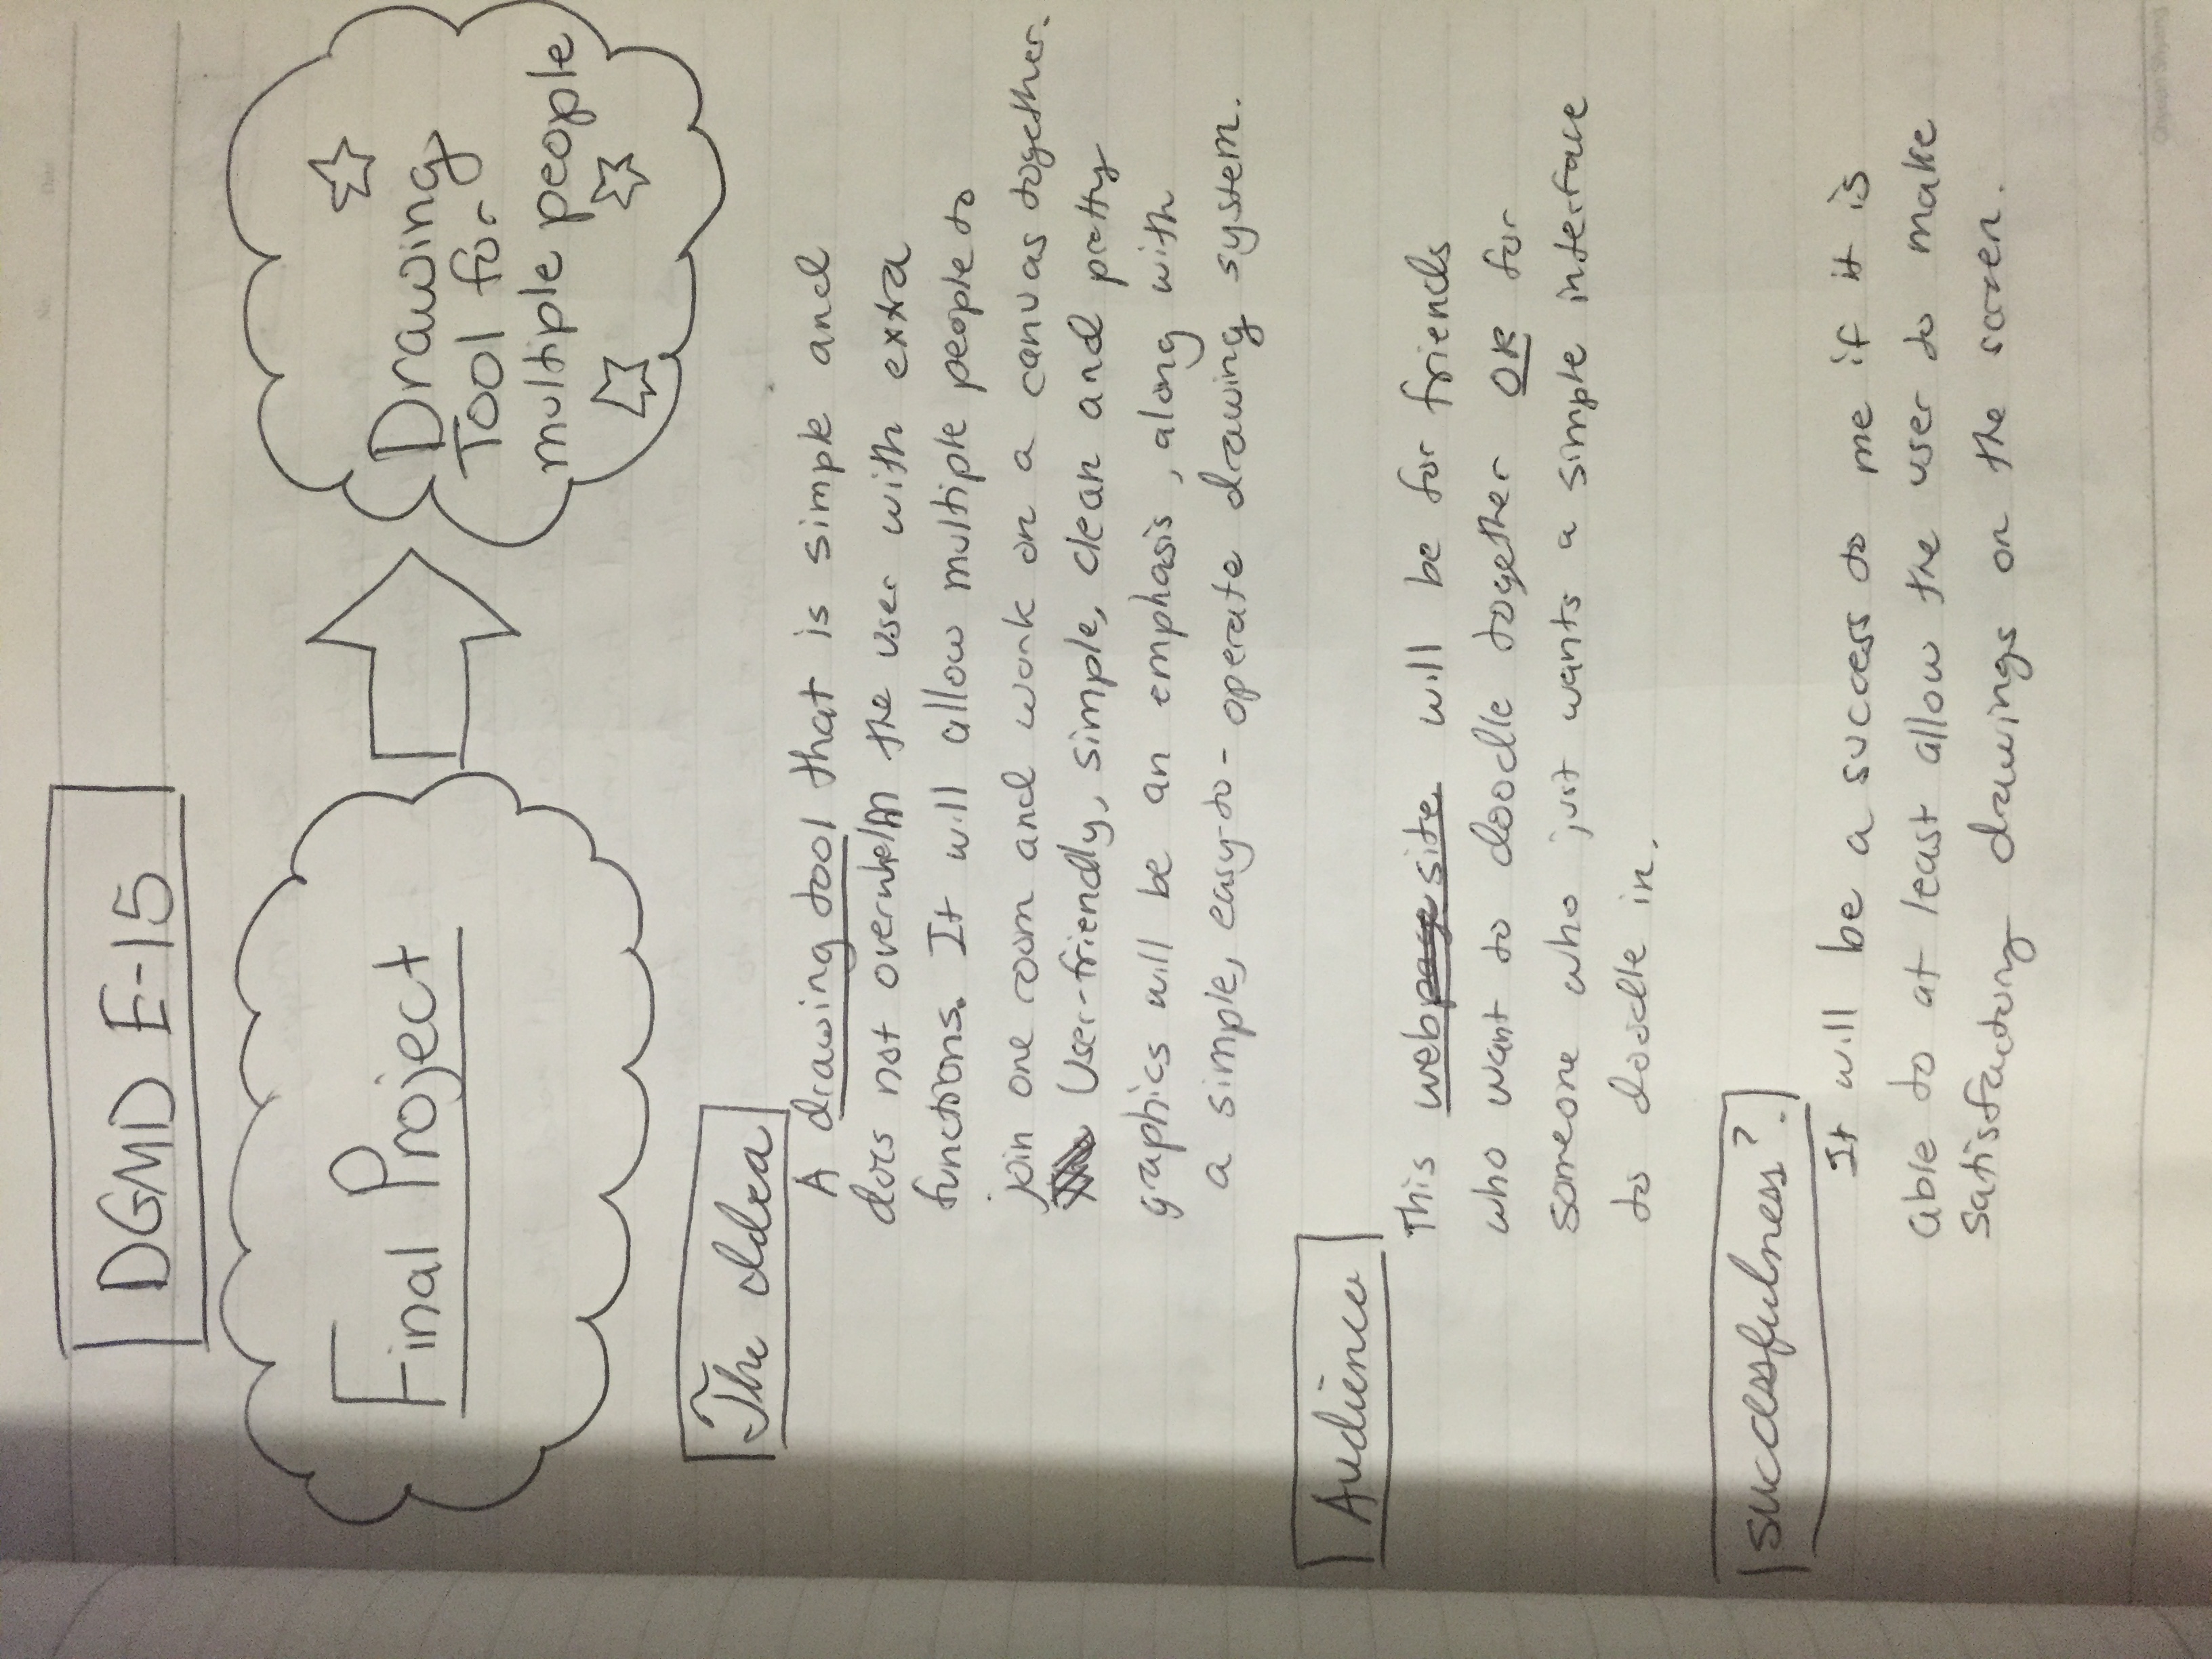 DGMD E-15
Final Project
Drawing
Tool for
multiple people
The Idea
A drawing tool that is simple and
does not overwhelm the user with extra
functions. It will allow multiple people to
join one room and work on a canvas together.
User-friendly, simple, clean and pretty
graphics will be an emphasis, along with
a simple, easy-to-operate drawing system.
Audience
This website will be for friends
who want to doodle together OR for
someone who just wants a simple interface
to doodle in.
successfulness?
It will be a success to me if it is
able to at least allow the user to make
satisfactory drawings on the screen.